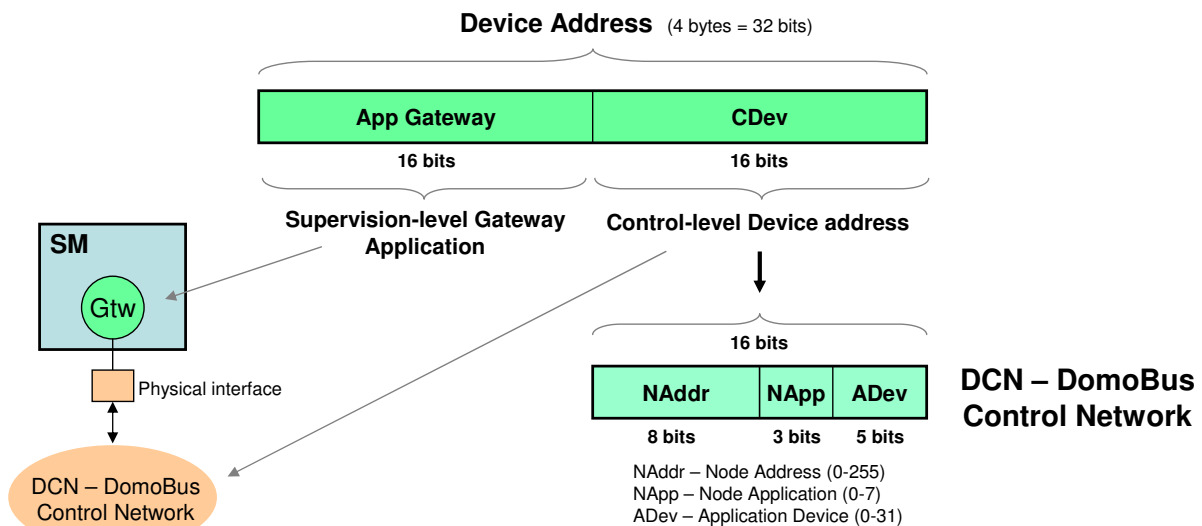 Device Address (4 bytes = 32 bits)
App Gateway CDev
16 bits 16 bits
Supervision-level Gateway
Application
Control-level Device address
SM
Gtw
Physical interface
DCN – DomoBus
Control Network
16 bits
NAddr NApp ADev
8 bits 3 bits 5 bits
NAddr – Node Address (0-255)
NApp – Node Application (0-7)
ADev – Application Device (0-31)
DCN – DomoBus
Control Network